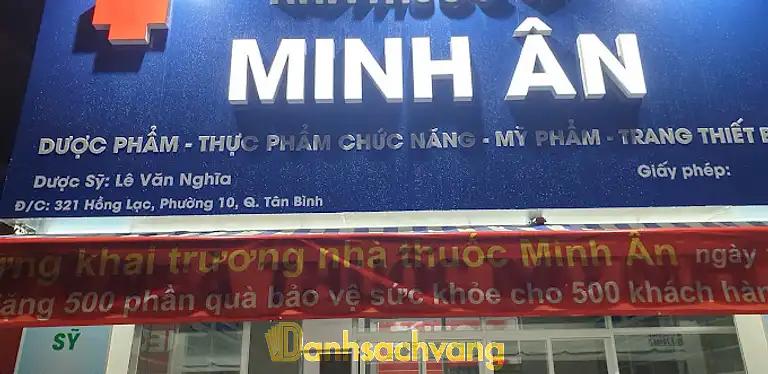 NHÀ THUỐC
MINH ÂN
DƯỢC PHẨM - THỰC PHẨM CHỨC NĂNG - MỸ PHẨM - TRANG THIẾT
Dược Sỹ: Lê Văn Nghĩa
Giấy phép:
Đ/C: 321 Hồng Lạc, Phường 10, Q. Tân Bình
khai trương nhà thuốc Minh Ân ngày
500 phần quà bảo vệ sức khỏe cho 500 khách
SỸ
Danhsachvang